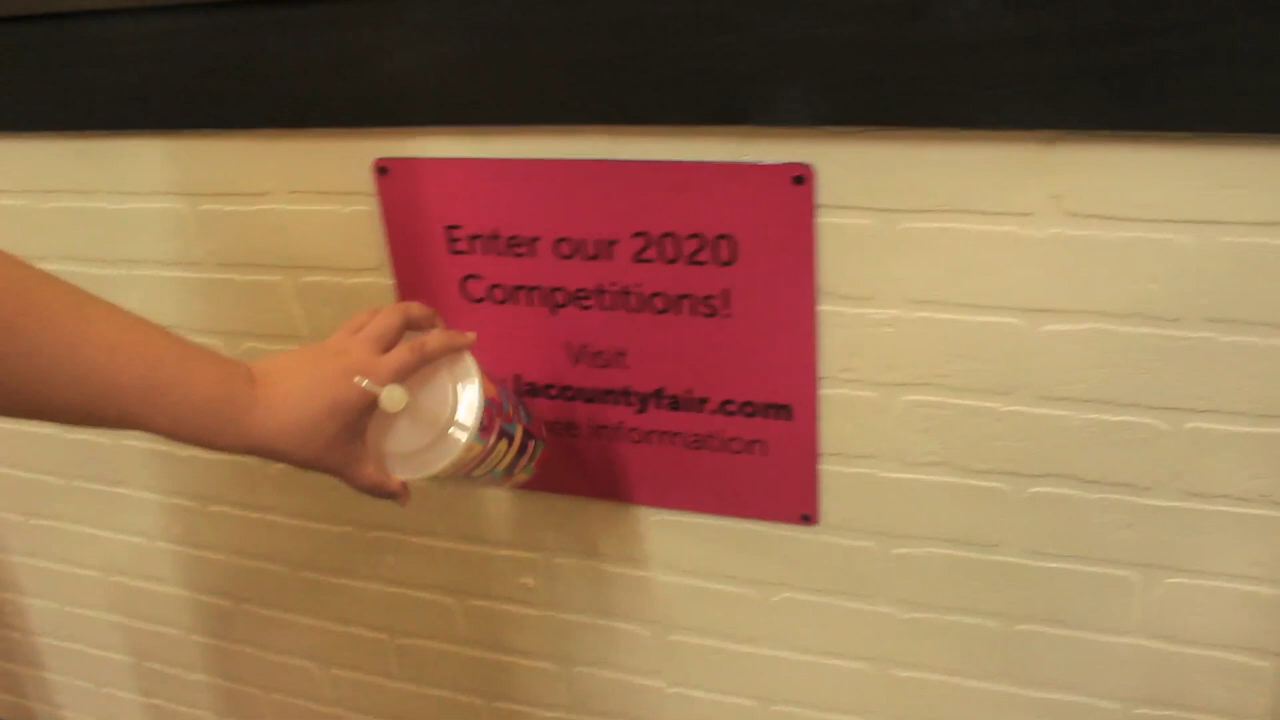 Enter our 2020
Competitions!
Visit
lacountyfair.com
information